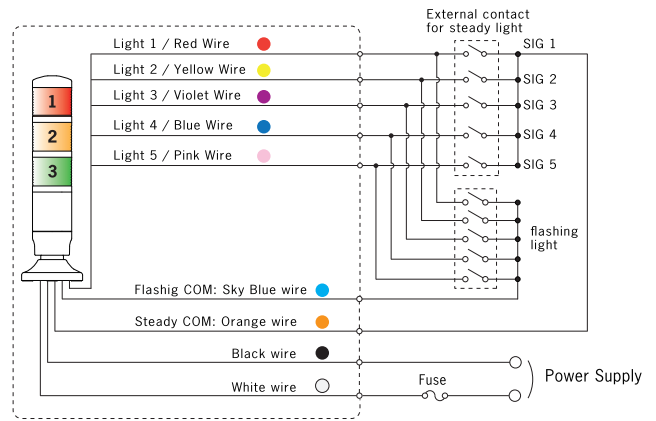 External contact
for steady light
Light 1 / Red Wire
SIG 1
Light 2 / Yellow Wire
SIG 2
Light 3 / Violet Wire
SIG 3
Light 4 / Blue Wire
SIG 4
Light 5 / Pink Wire
SIG 5
1
2
3
flashing
light
Flashig COM: Sky Blue wire
Steady COM: Orange wire
Black wire
White wire
Fuse
Power Supply